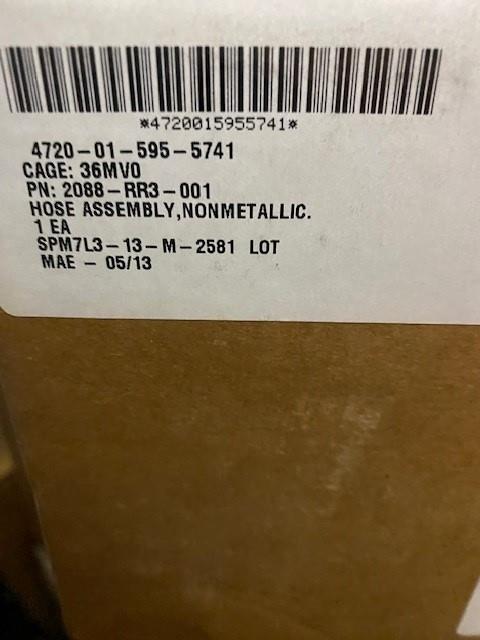 *4720015955741*
4720-01-595-5741
CAGE: 36MV0
PN: 2088-RR3-001
HOSE ASSEMBLY,NONMETALLIC.
1 EA
SPM7L3-13-M-2581 LOT
MAE - 05/13